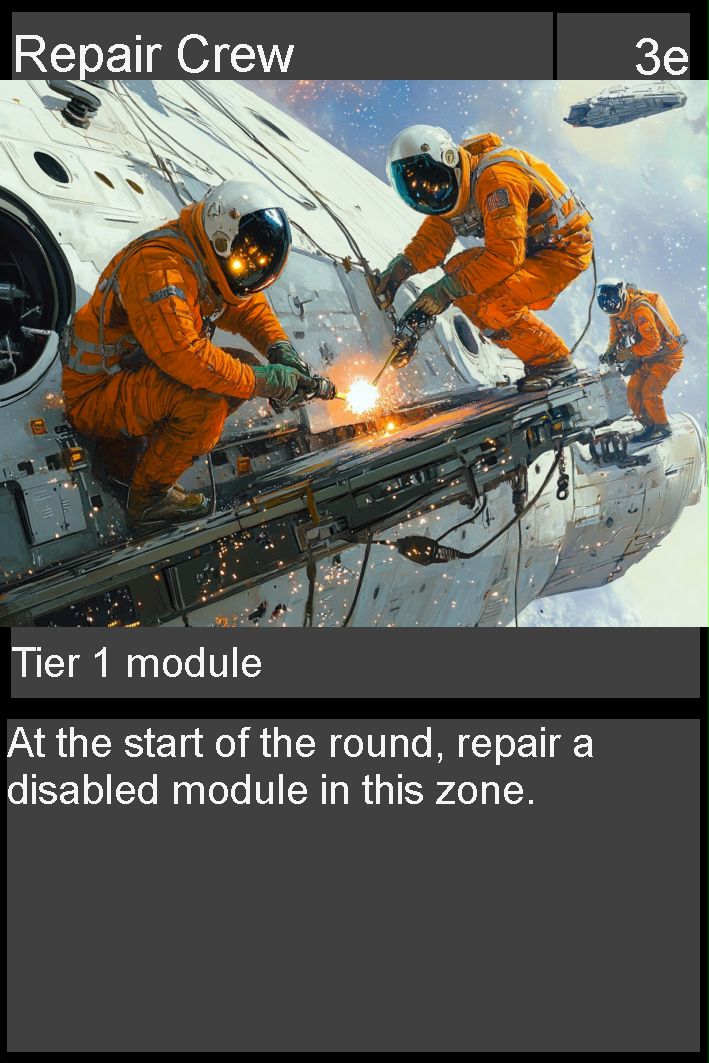 Repair Crew
3e
Tier 1 module
At the start of the round, repair a
disabled module in this zone.